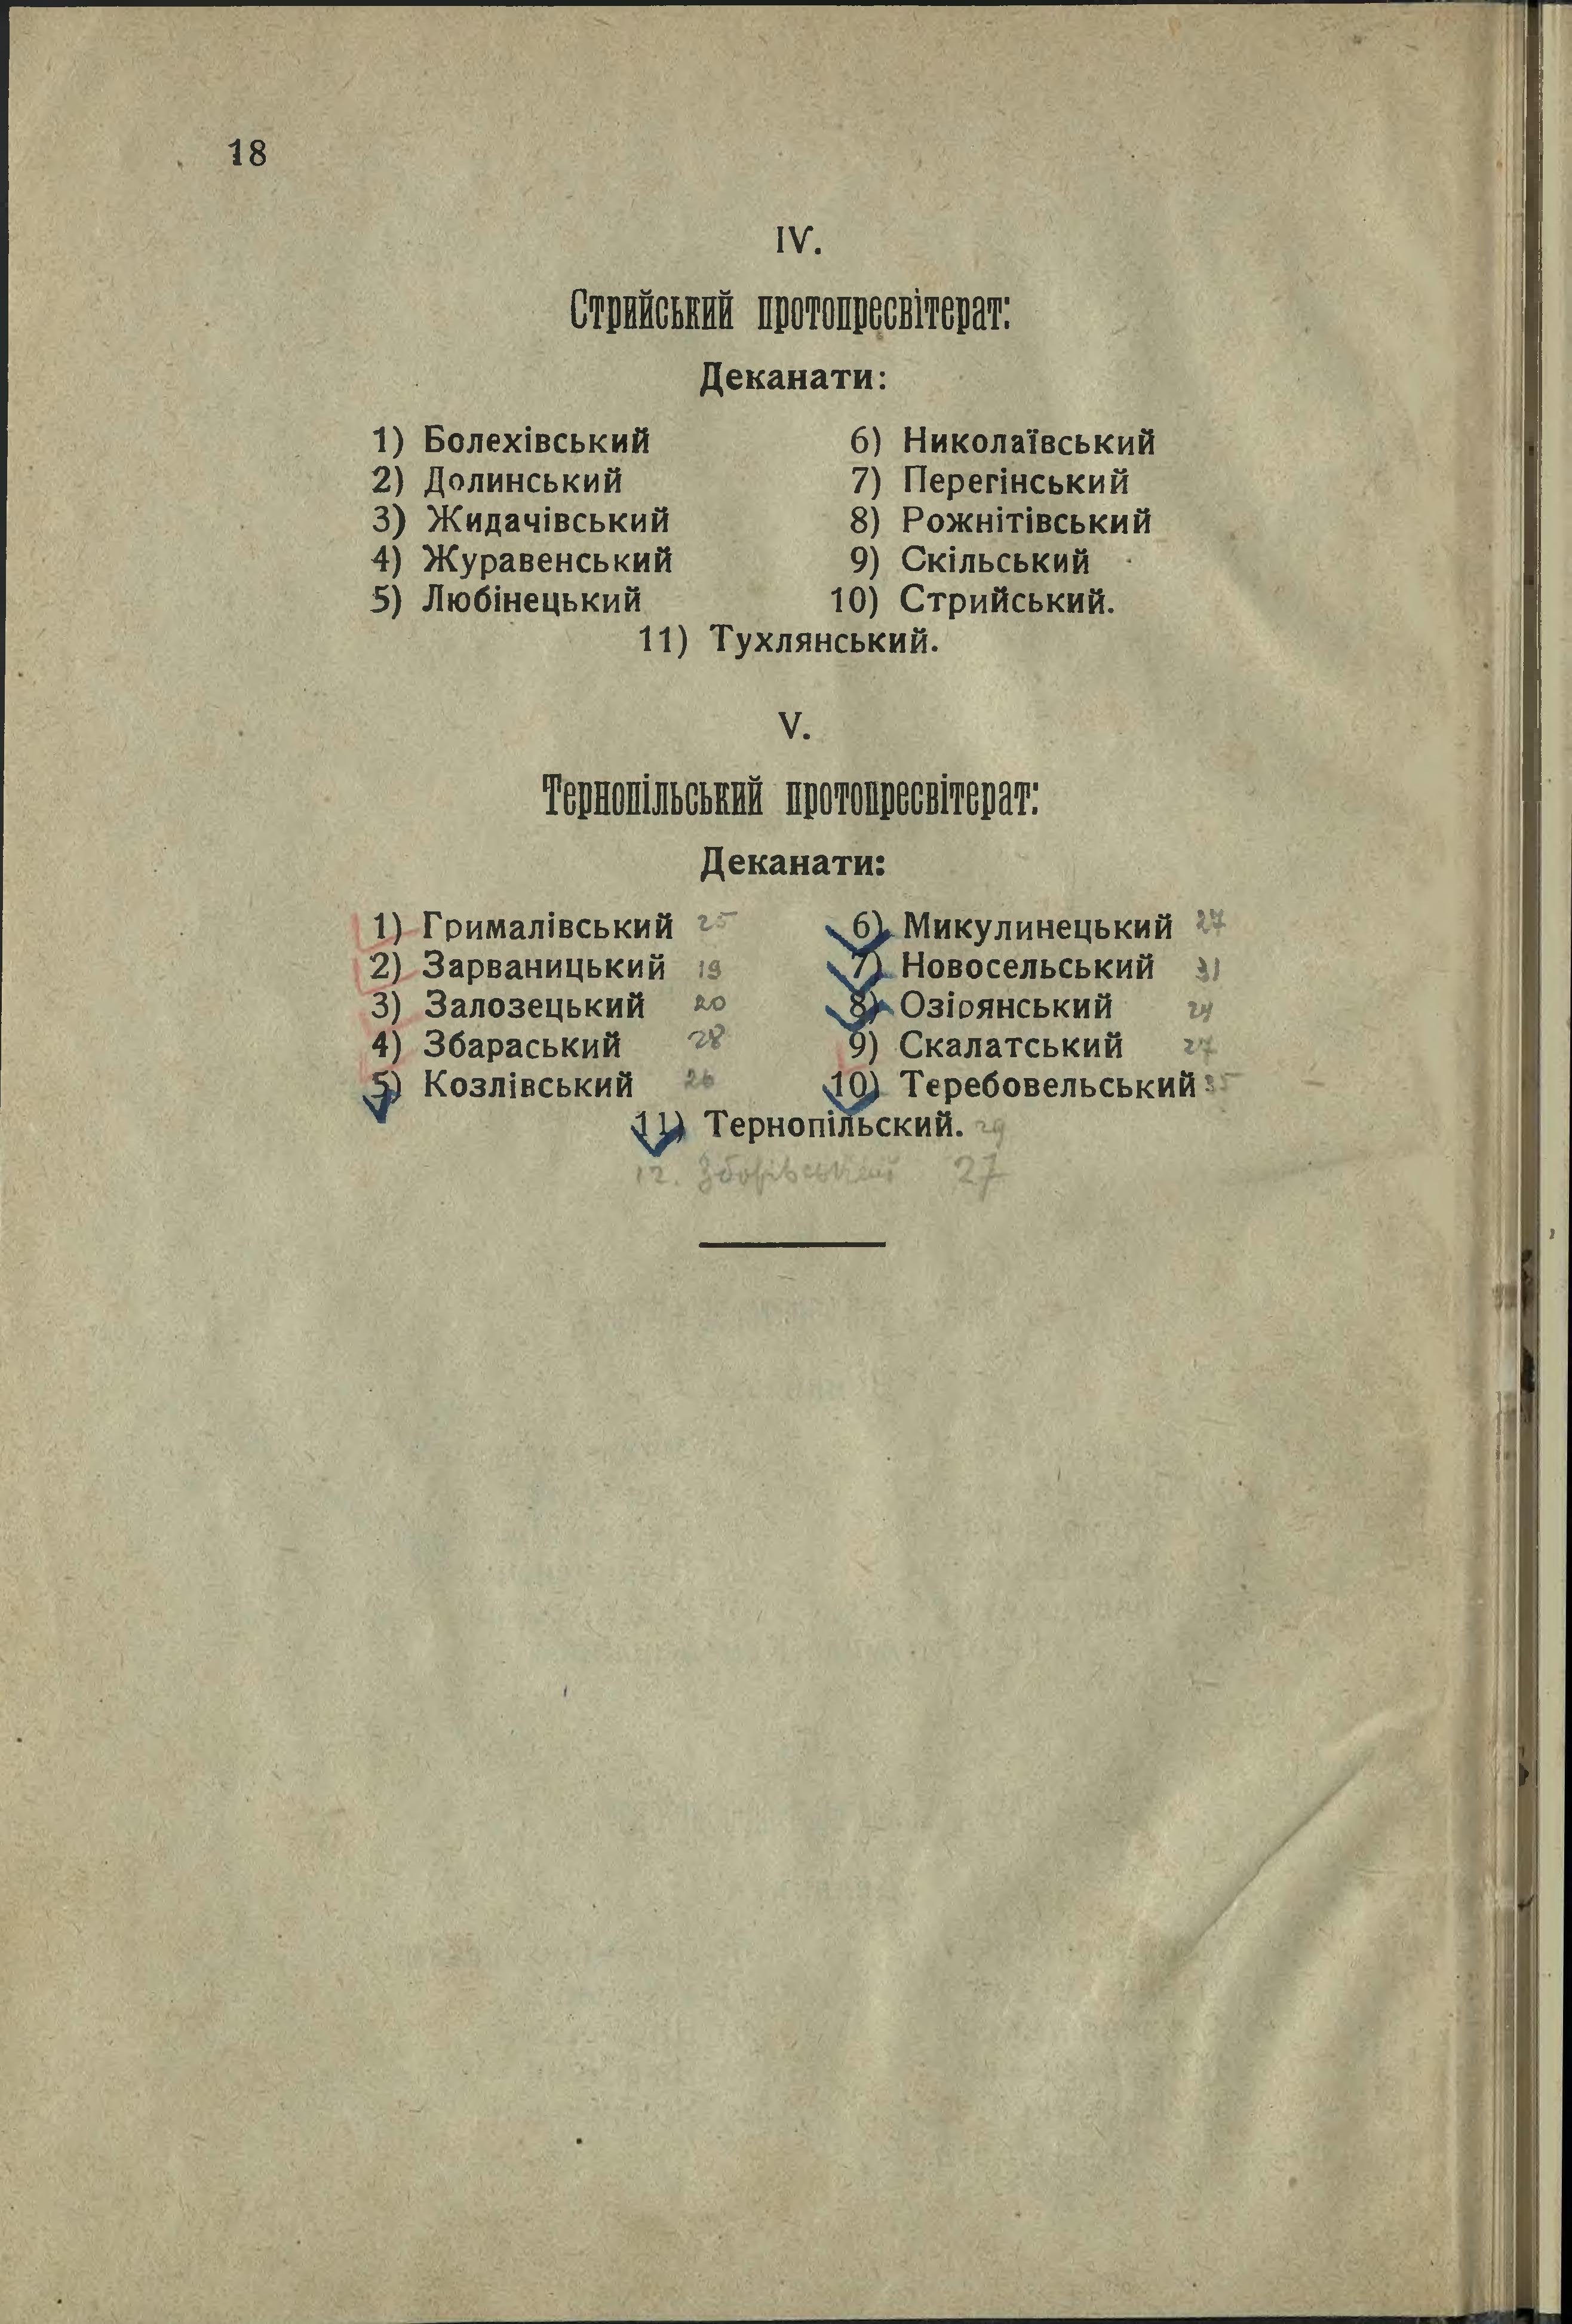 18
IV.
Стрийський протопресвітерат:
Деканати:
1) Болехівський
2) Долинський
3) Жидачівський
4) Журавенський
5) Любінецький
6) Николаївський
7) Перегінський
8) Рожнітівський
9) Скільський
10) Стрийський.
11) Тухлянський.
V.
Тернопільський протопресвітерат:
Деканати:
1) Грималівський 25
2) Зарваницький 19
3) Залозецький 20
4) Збараський 28
5) Козлівський 26
6) Микулинецький 27
7) Новосельський 31
8) Озірянський 24
9) Скалатський 27
10) Теребовельський 35
11) Тернопільский. 29
12. Зборівський 27